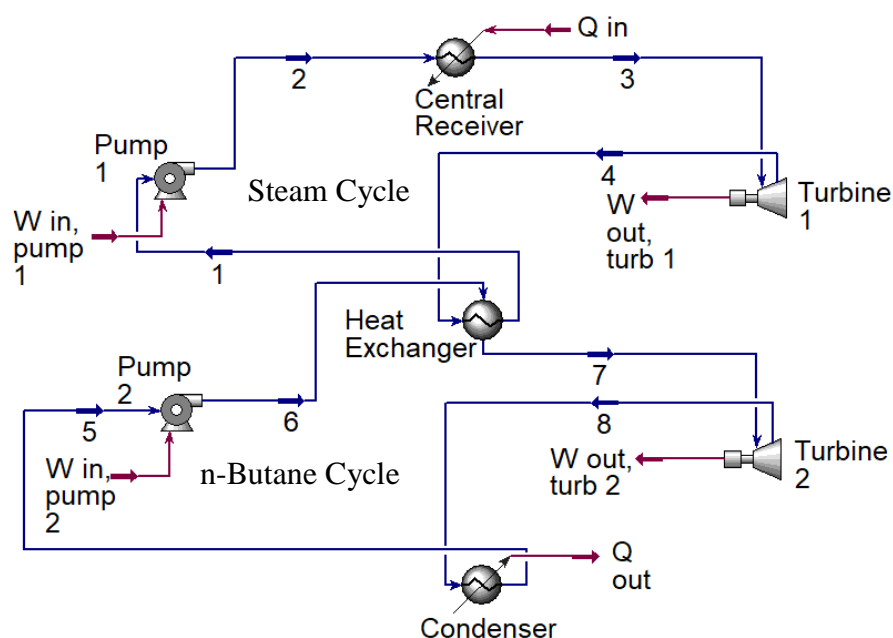 Q in
2
3
Central
Receiver
Pump
1
4
Steam Cycle
Turbine
1
W
out,
turb 1
W in,
pump
1
1
Heat
Exchanger
Pump
2
7
5
6
8
Turbine
2
W in,
pump
2
n-Butane Cycle
W out,
turb 2
Q
out
Condenser